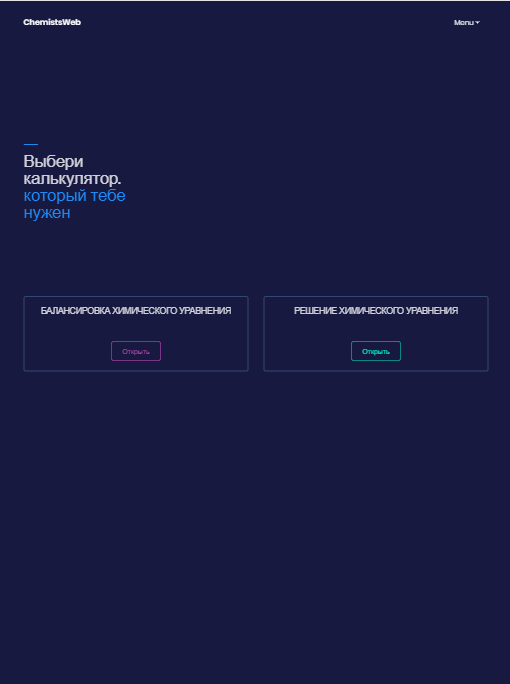 ChemistsWeb
Menu
Выбери
калькулятор.
который тебе
нужен
БАЛАНСИРОВКА ХИМИЧЕСКОГО УРАВНЕНИЯ
РЕШЕНИЕ ХИМИЧЕСКОГО УРАВНЕНИЯ
Открыть
Открыть